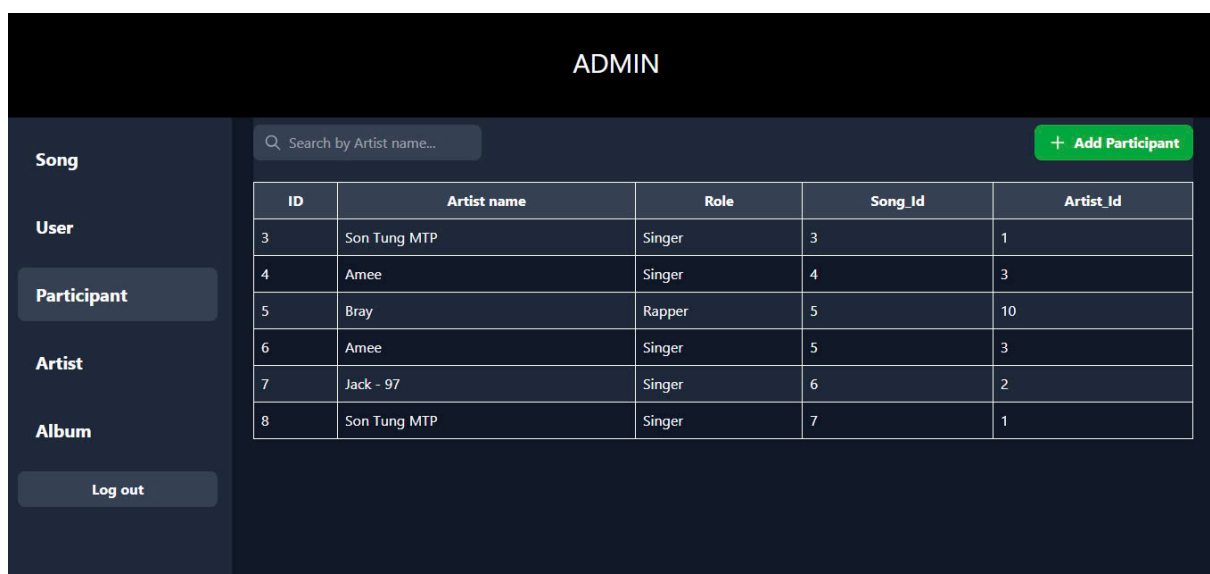 ADMIN
Song
User
Participant
Artist
Album
Log out
Search by Artist name...
+ Add Participant
ID Artist name Role Song_Id Artist_Id
3 Son Tung MTP Singer 3 1
4 Amee Singer 4 3
5 Bray Rapper 5 10
6 Amee Singer 5 3
7 Jack - 97 Singer 6 2
8 Son Tung MTP Singer 7 1